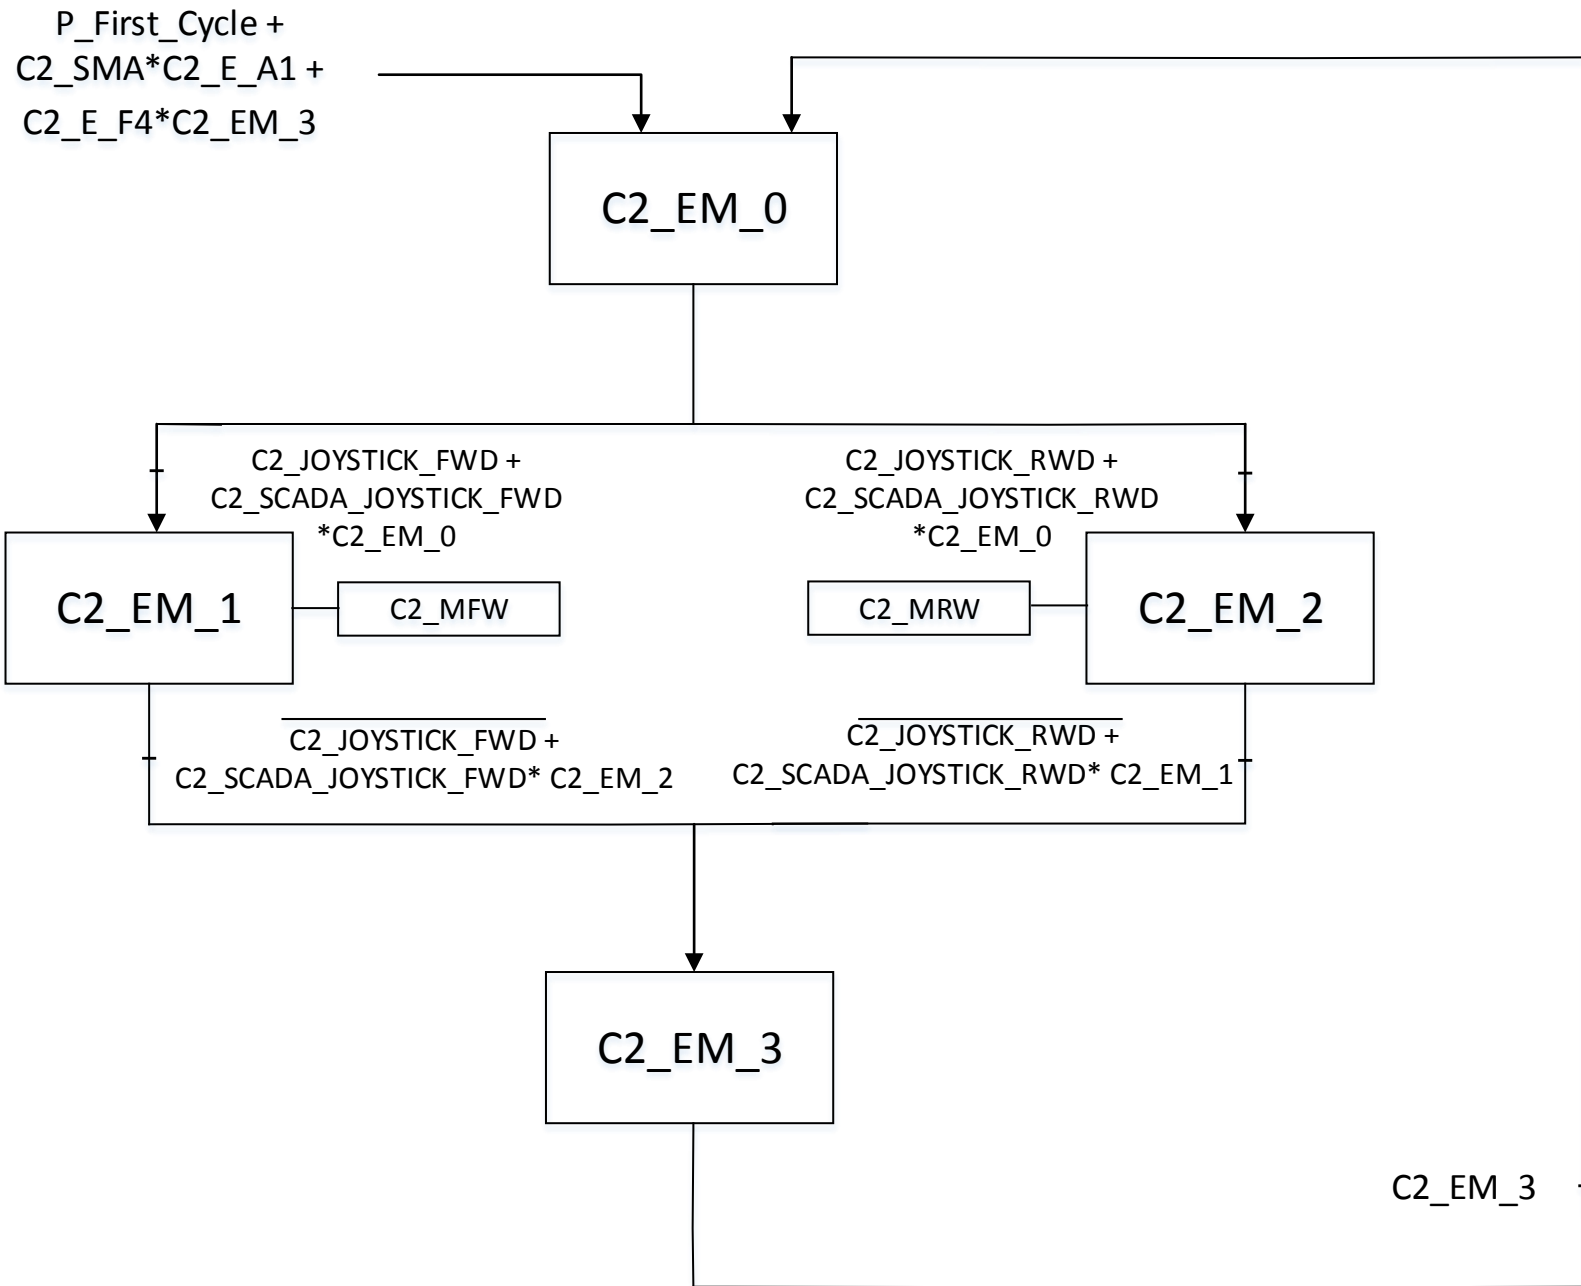 P_First_Cycle +
C2_SMA*C2_E_A1 +
C2_E_F4*C2_EM_3
C2_EM_0
C2_JOYSTICK_FWD +
C2_SCADA_JOYSTICK_FWD
*C2_EM_0
C2_JOYSTICK_RWD +
C2_SCADA_JOYSTICK_RWD
*C2_EM_0
C2_EM_1
C2_MFW
C2_MRW
C2_EM_2
C2_JOYSTICK_FWD +
C2_SCADA_JOYSTICK_FWD* C2_EM_2
C2_JOYSTICK_RWD +
C2_SCADA_JOYSTICK_RWD* C2_EM_1
C2_EM_3
C2_EM_3